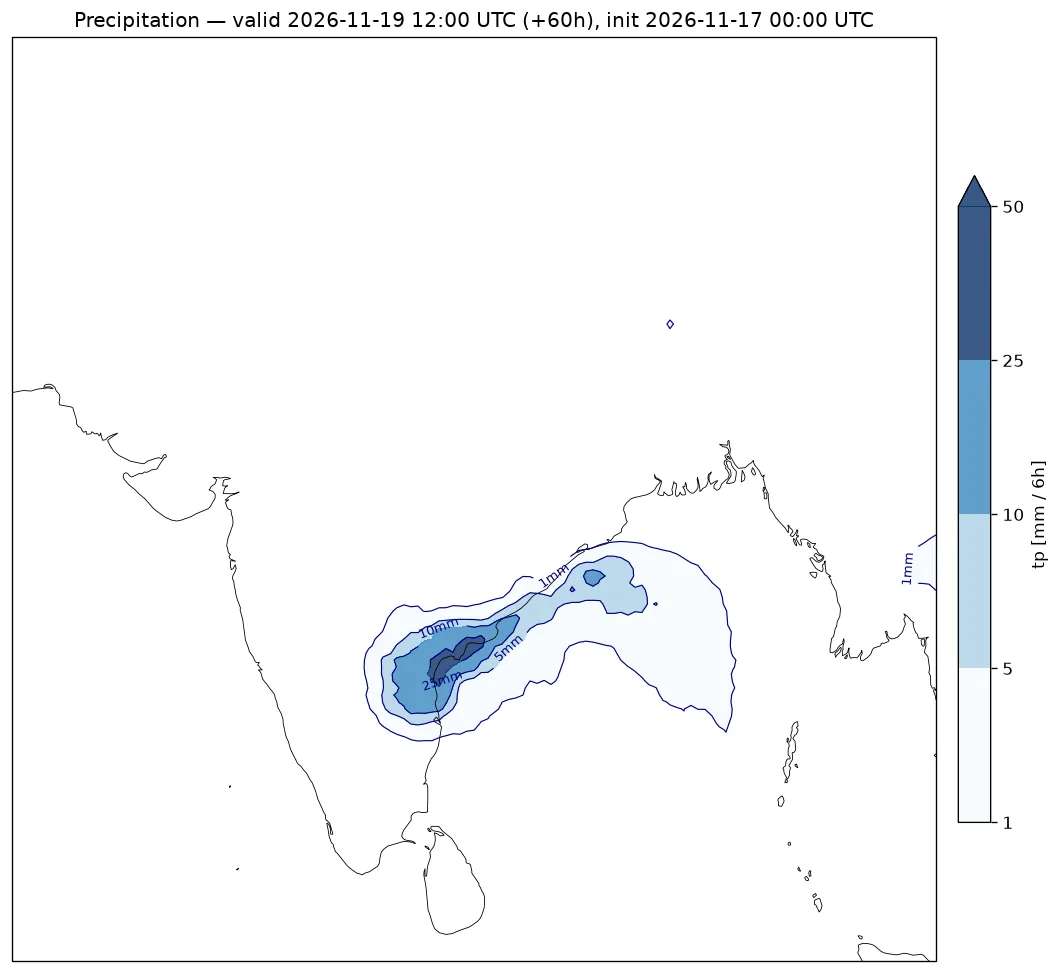 Precipitation — valid 2026-11-19 12:00 UTC (+60h), init 2026-11-17 00:00 UTC
50
25
10
5
1
tp [mm / 6h]
1mm
1mm
10mm
5mm
25mm